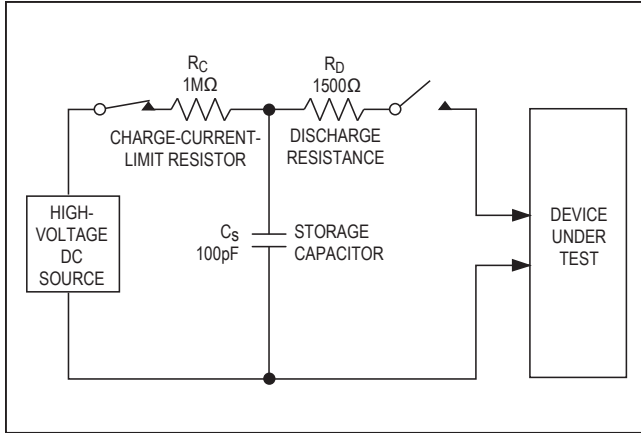 RC
1MΩ
CHARGE-CURRENT-
LIMIT RESISTOR
RD
1500Ω
DISCHARGE
RESISTANCE
HIGH-
VOLTAGE
DC
SOURCE
CS
100pF
STORAGE
CAPACITOR
DEVICE
UNDER
TEST